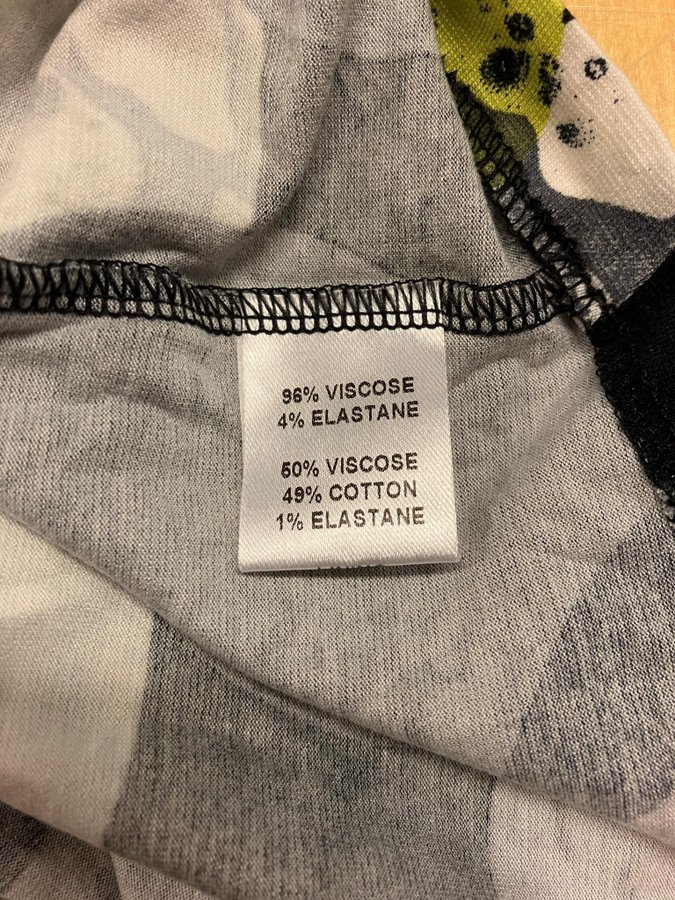 96% VISCOSE
4% ELASTANE
50% VISCOSE
49% COTTON
1% ELASTANE